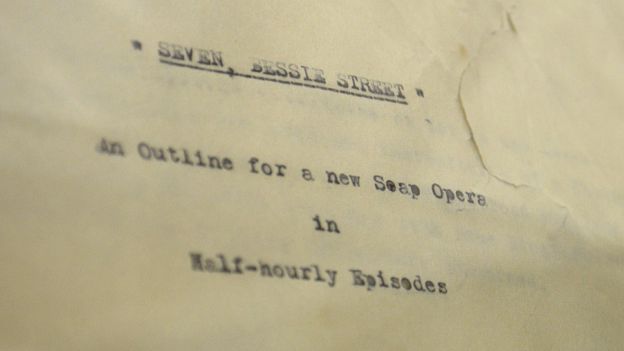 " SEVEN, BESSIE STREET "
An Outline for a new Soap Opera
in
Half-hourly Episodes